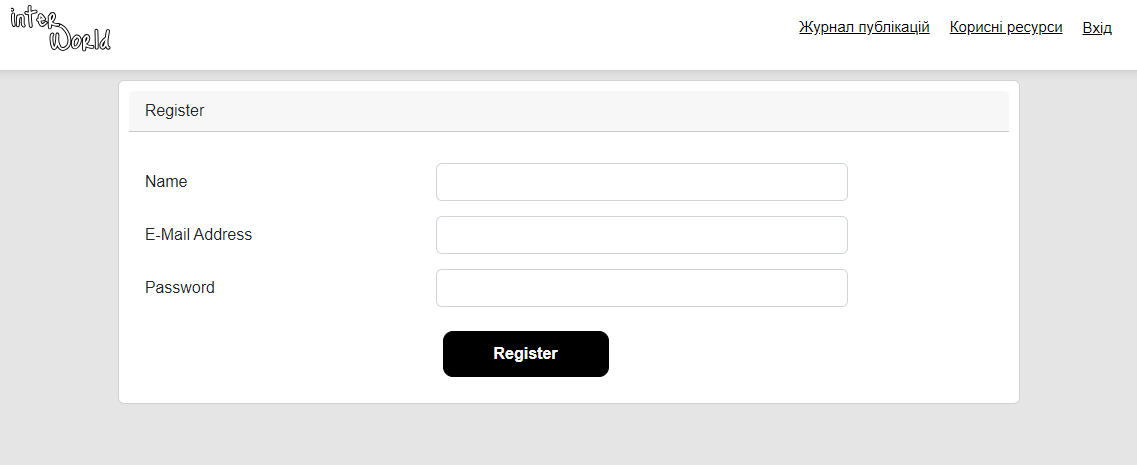 inter
World
Журнал публікацій Корисні ресурси Вхід
Register
Name
E-Mail Address
Password
Register